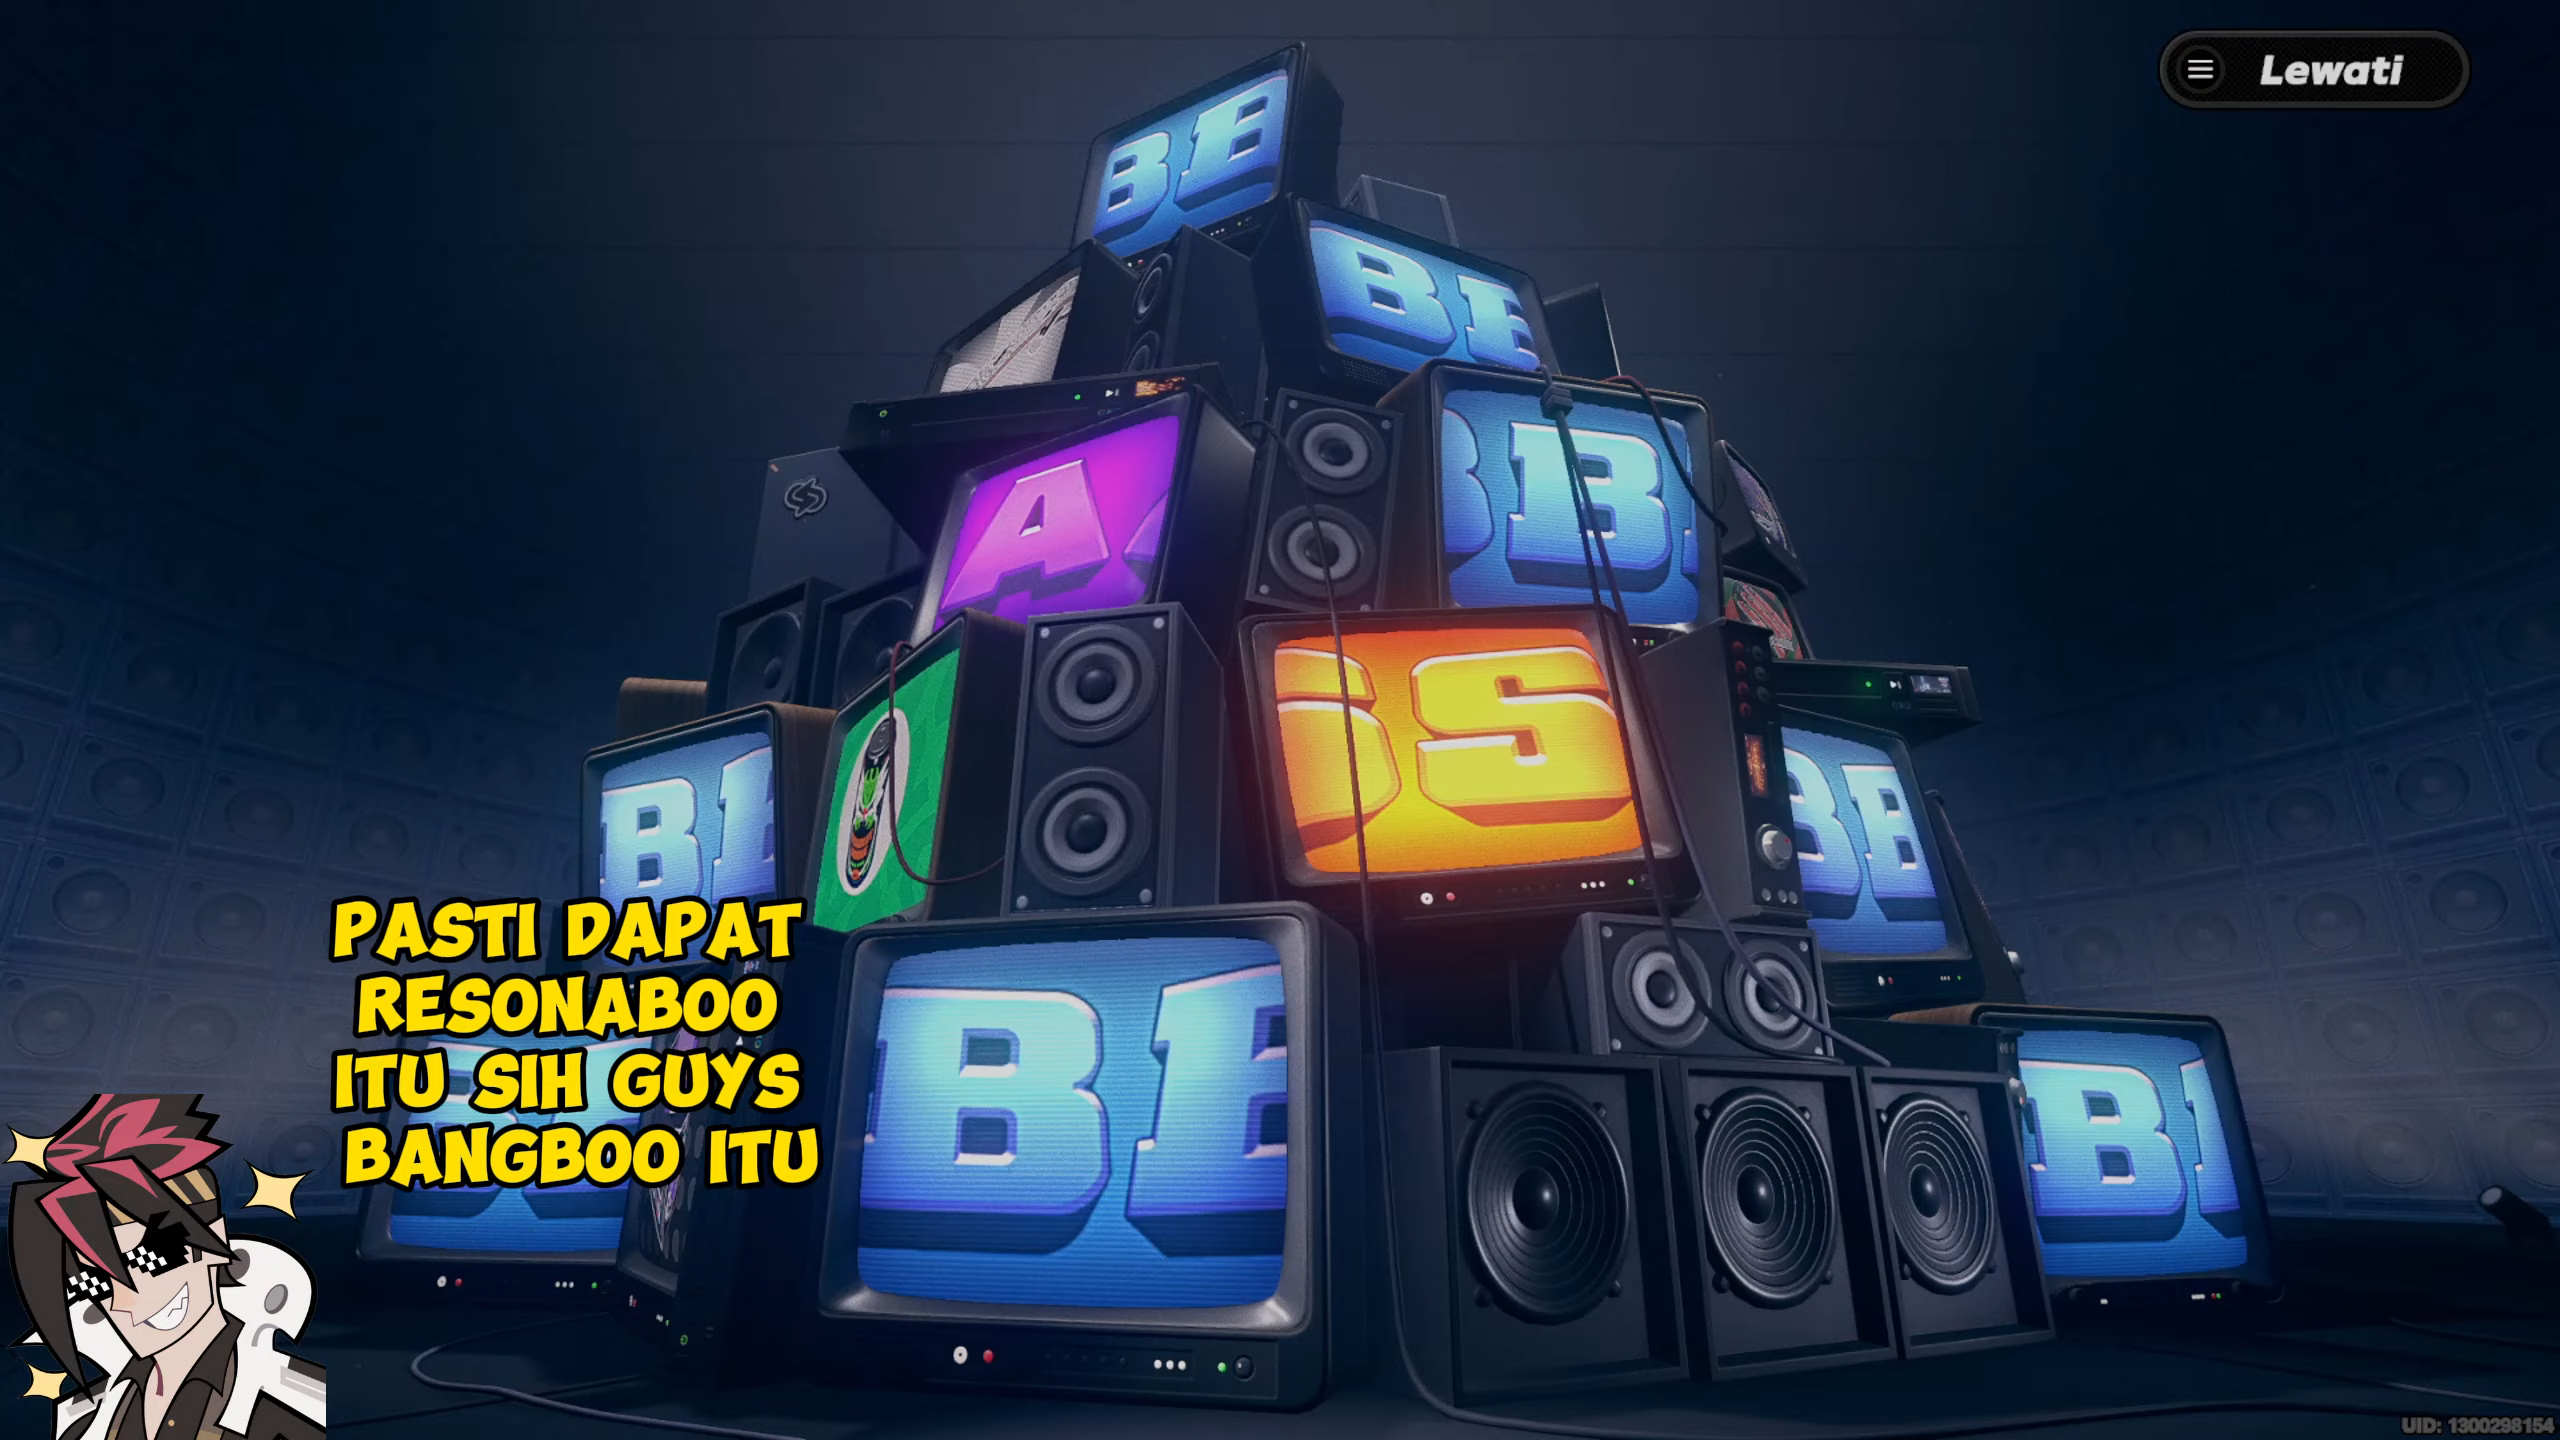 Lewati
B B
B B
A
B B
S S
B B
B B
B B
B B
PASTI DAPAT
RESONABOO
ITU SIH GUYS
BANGBOO ITU
UID: 1300298154